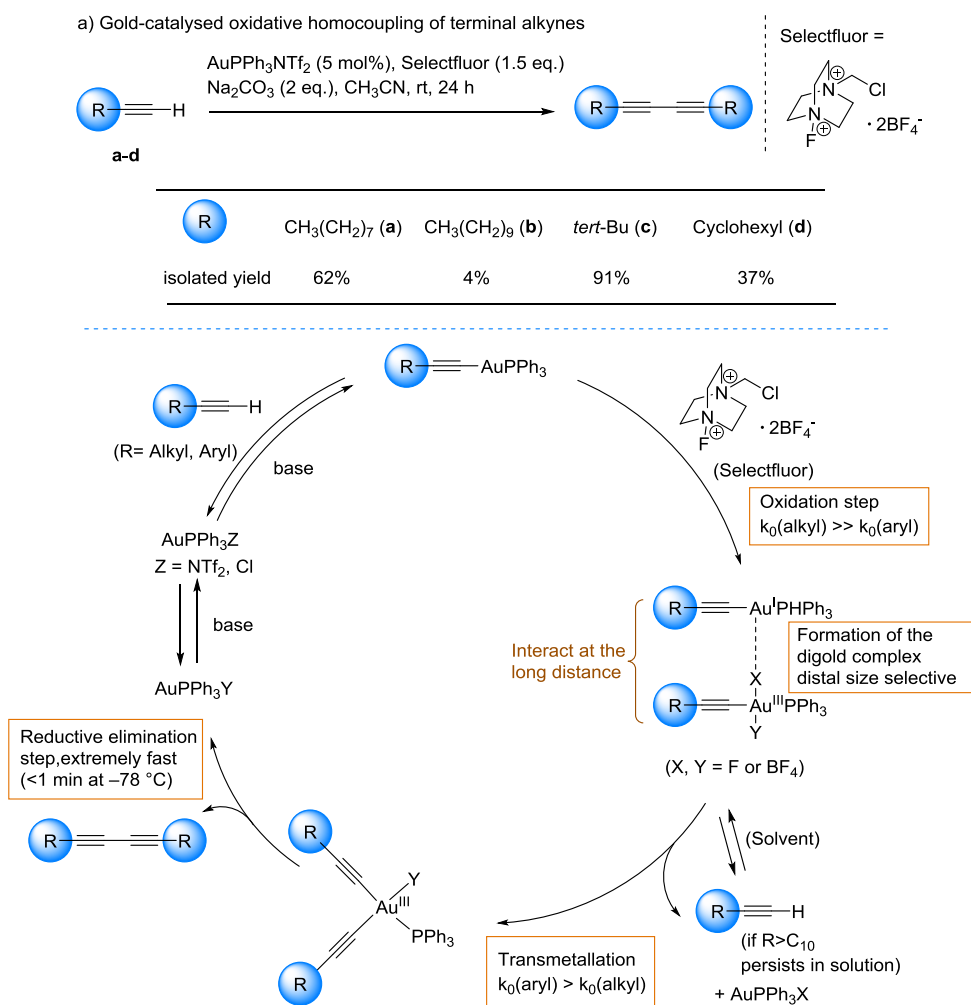 a) Gold-catalysed oxidative homocoupling of terminal alkynes
AuPPh3NTf2 (5 mol%), Selectfluor (1.5 eq.)
Na2CO3 (2 eq.), CH3CN, rt, 24 h
R H
R R
a-d
Selectfluor =
N
Cl
N
F
· 2BF4-
R CH3(CH2)7 (a) CH3(CH2)9 (b) tert-Bu (c) Cyclohexyl (d)
isolated yield 62% 4% 91% 37%
R AuPPh3
R H
(R= Alkyl, Aryl)
base
N
Cl
N
F
· 2BF4-
(Selectfluor)
Oxidation step
k0(alkyl) >> k0(aryl)
AuPPh3Z
Z = NTf2, Cl
base
AuPPh3Y
R AuIPHPh3
Interact at the
long distance
Formation of the
digold complex
distal size selective
X
R AuIIIPPh3
Y
(X, Y = F or BF4)
Reductive elimination
step,extremely fast
(<1 min at –78 °C)
R R
R
Y
AuIII
PPh3
R
(Solvent)
R H
(if R>C10
persists in solution)
+ AuPPh3X
Transmetallation
k0(aryl) > k0(alkyl)